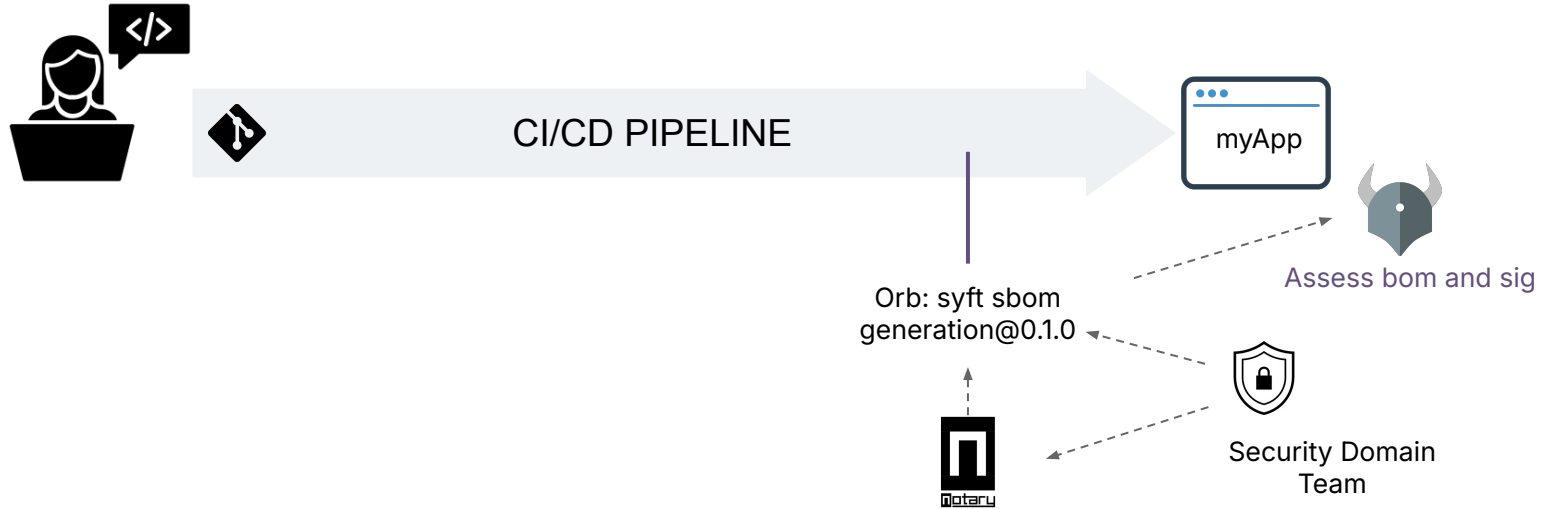 </>
CI/CD PIPELINE
myApp
Assess bom and sig
Orb: syft sbom
generation@0.1.0
Security Domain
Team
notary